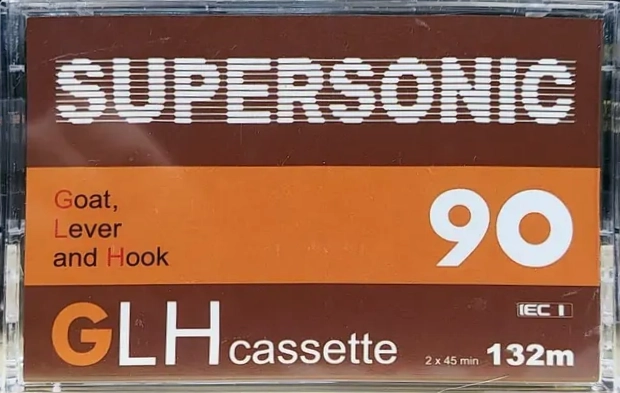 SUPERSONIC
Goat,
Lever
and Hook
90
IEC I
GLH cassette
2 x 45 min 132m